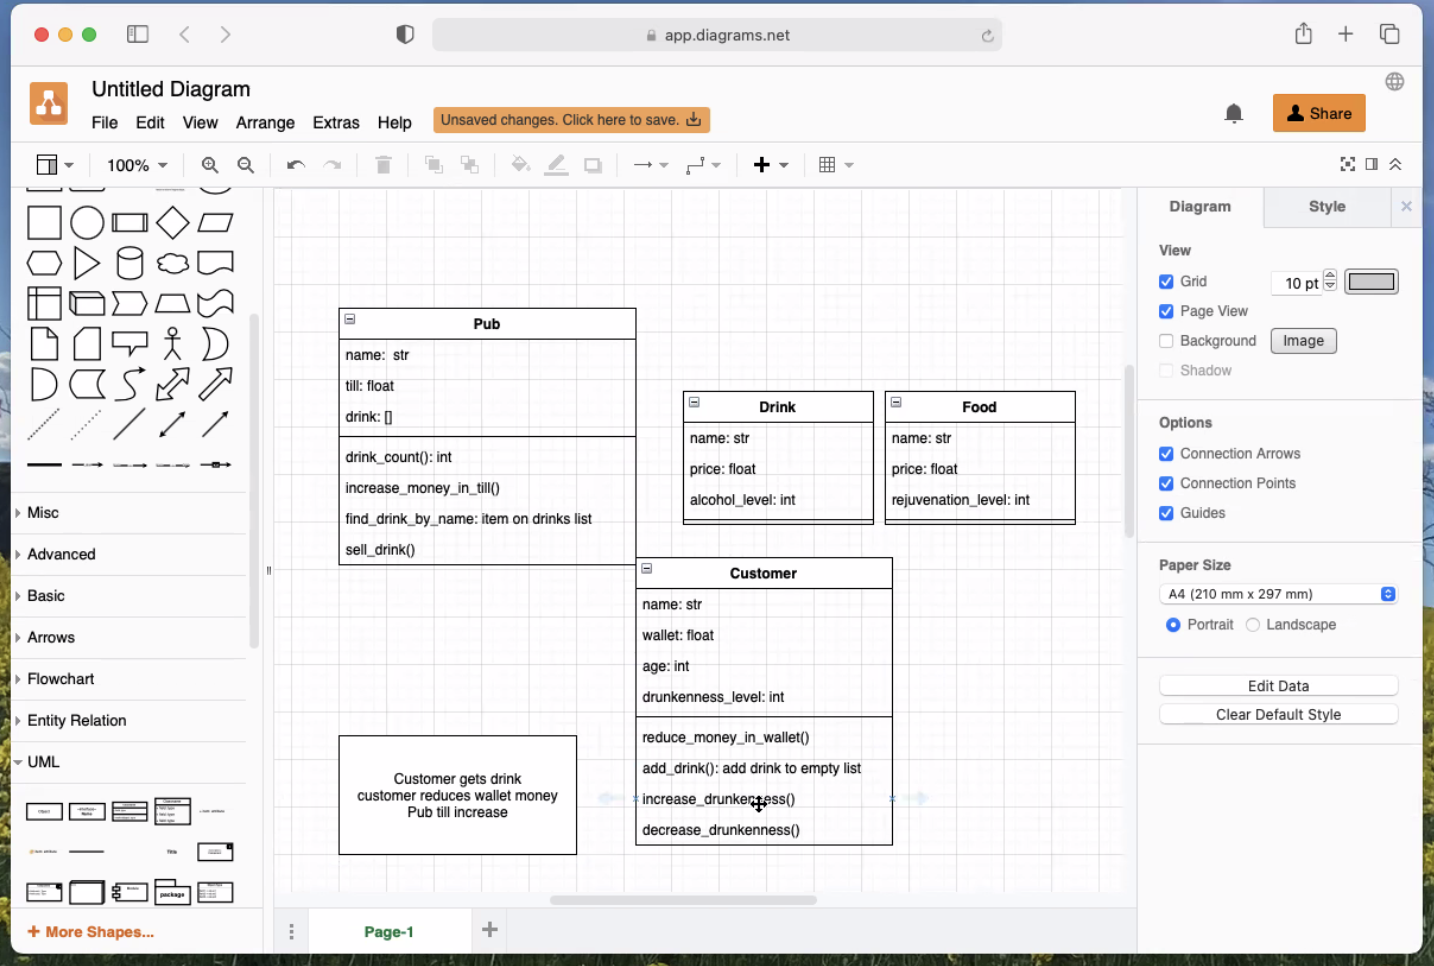 app.diagrams.net
Untitled Diagram
File Edit View Arrange Extras Help
Unsaved changes. Click here to save.
Share
100%
Misc
Advanced
Basic
Arrows
Flowchart
Entity Relation
UML
Title
package
+ More Shapes...
Pub
name:  str
till: float
drink: []
drink_count(): int
increase_money_in_till()
find_drink_by_name: item on drinks list
sell_drink()
Drink
name: str
price: float
alcohol_level: int
Food
name: str
price: float
rejuvenation_level: int
Customer
name: str
wallet: float
age: int
drunkenness_level: int
reduce_money_in_wallet()
add_drink(): add drink to empty list
increase_drunkenness()
decrease_drunkenness()
Customer gets drink
customer reduces wallet money
Pub till increase
Page-1
Diagram Style
View
Grid 10 pt
Page View
Background Image
Shadow
Options
Connection Arrows
Connection Points
Guides
Paper Size
A4 (210 mm x 297 mm)
Portrait Landscape
Edit Data
Clear Default Style